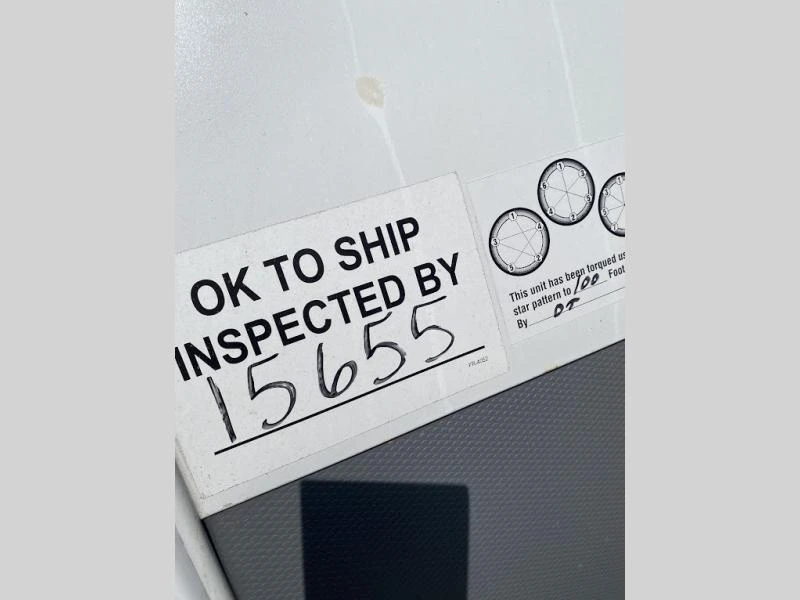 OK TO SHIP
INSPECTED BY
15655
This unit has been torqued us
star pattern to 100 Foot
By DT